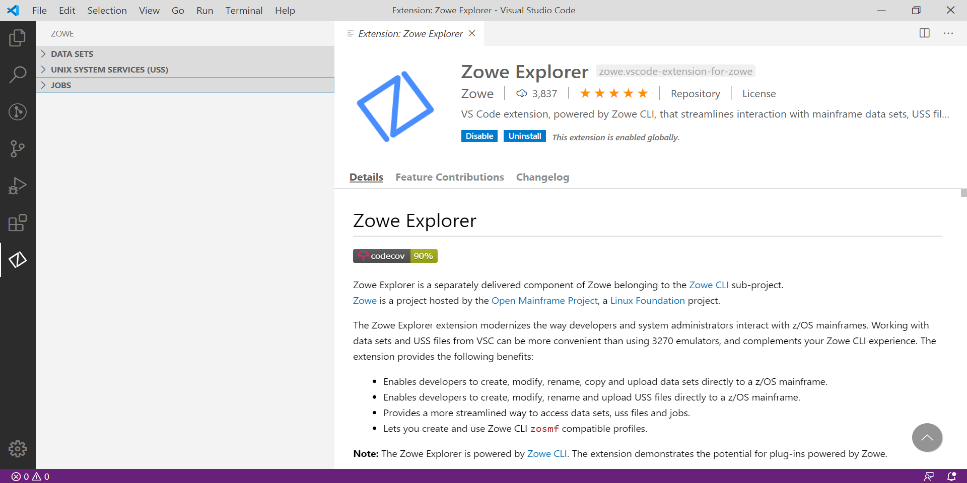 File Edit Selection View Go Run Terminal Help Extension: Zowe Explorer - Visual Studio Code
ZOWE
DATA SETS
UNIX SYSTEM SERVICES (USS)
JOBS
Extension: Zowe Explorer
Zowe Explorer zowe.vscode-extension-for-zowe
Zowe 3,837 Repository License
VS Code extension, powered by Zowe CLI, that streamlines interaction with mainframe data sets, USS fil...
Disable Uninstall This extension is enabled globally.
Details Feature Contributions Changelog
Zowe Explorer
codecov 90%
Zowe Explorer is a separately delivered component of Zowe belonging to the Zowe CLI sub-project.
Zowe is a project hosted by the Open Mainframe Project, a Linux Foundation project.
The Zowe Explorer extension modernizes the way developers and system administrators interact with z/OS mainframes. Working with
data sets and USS files from VSC can be more convenient than using 3270 emulators, and complements your Zowe CLI experience. The
extension provides the following benefits:
• Enables developers to create, modify, rename, copy and upload data sets directly to a z/OS mainframe.
• Enables developers to create, modify, rename and upload USS files directly to a z/OS mainframe.
• Provides a more streamlined way to access data sets, uss files and jobs.
• Lets you create and use Zowe CLI zosmf compatible profiles.
Note: The Zowe Explorer is powered by Zowe CLI. The extension demonstrates the potential for plug-ins powered by Zowe.
0 0